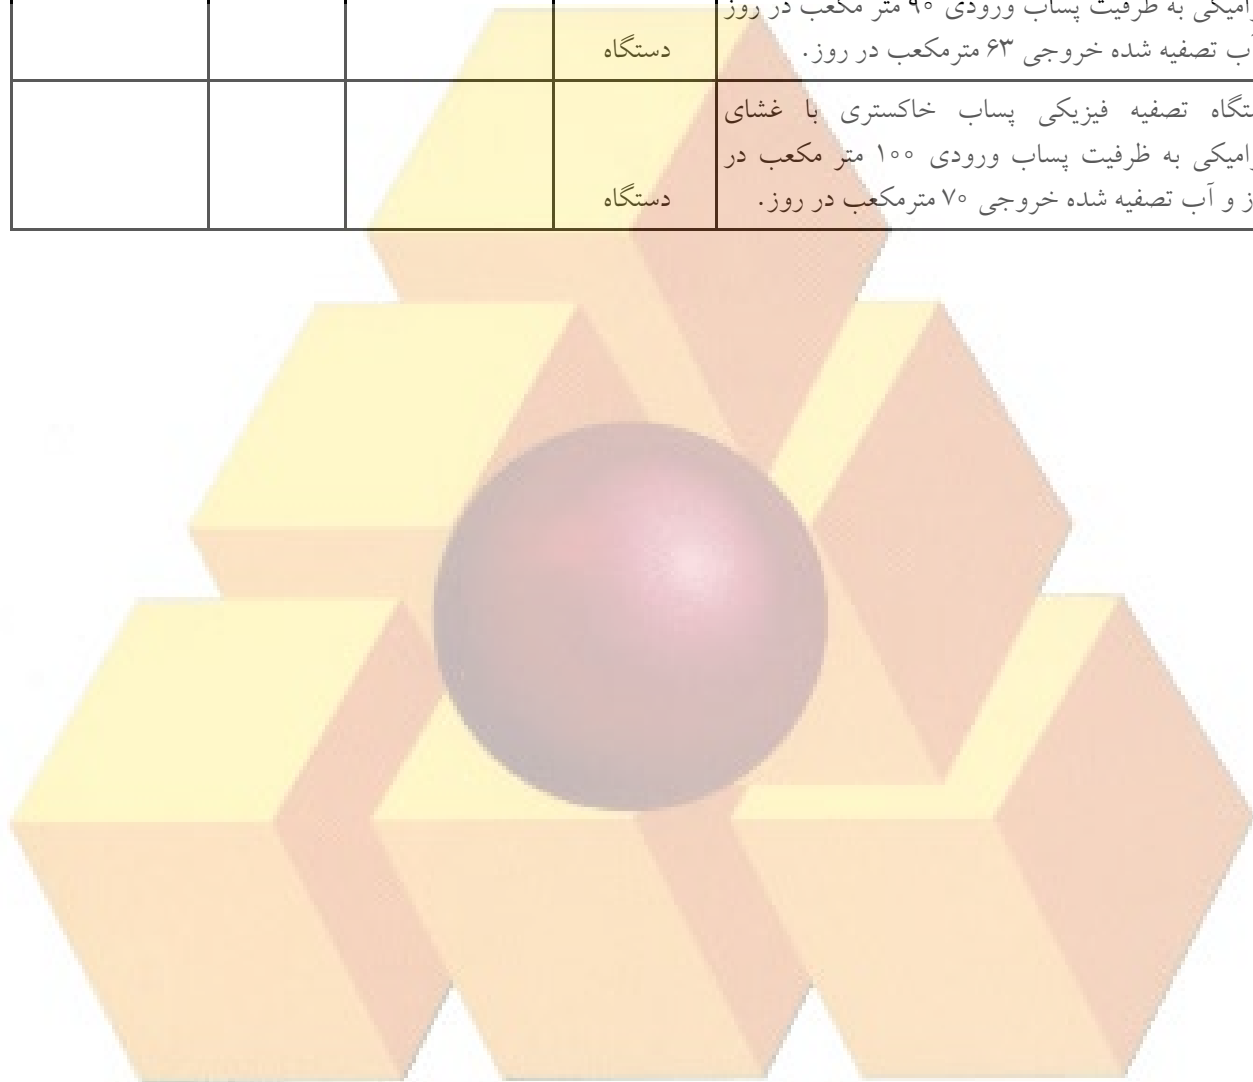 رامیکی به ظرفیت پساب ورودی ۹۰ متر مکعب در روز
آب تصفیه شده خروجی ۶۳ مترمکعب در روز.
دستگاه
ستگاه تصفیه فیزیکی پساب خاکستری با غشای
رامیکی به ظرفیت پساب ورودی ۱۰۰ متر مکعب در
ز و آب تصفیه شده خروجی ۷۰ مترمکعب در روز.
دستگاه